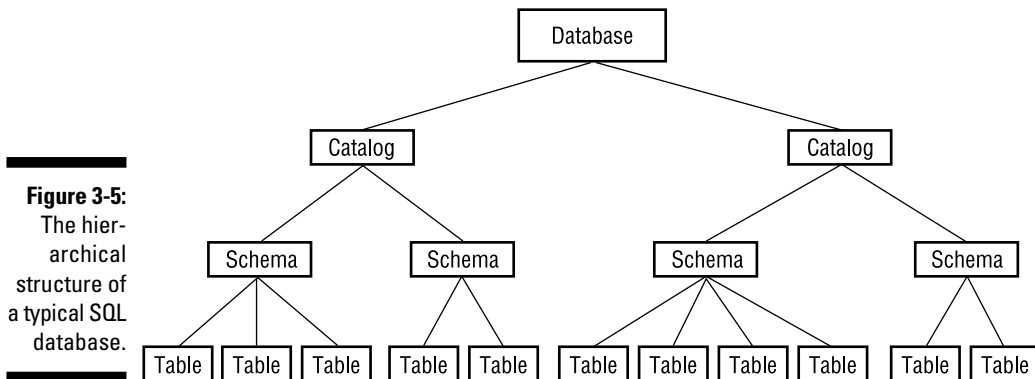 Database
Catalog Catalog
Figure 3-5:
The hier-
archical
structure of
a typical SQL
database.
Schema Schema Schema Schema
Table Table Table Table Table Table Table Table Table Table Table